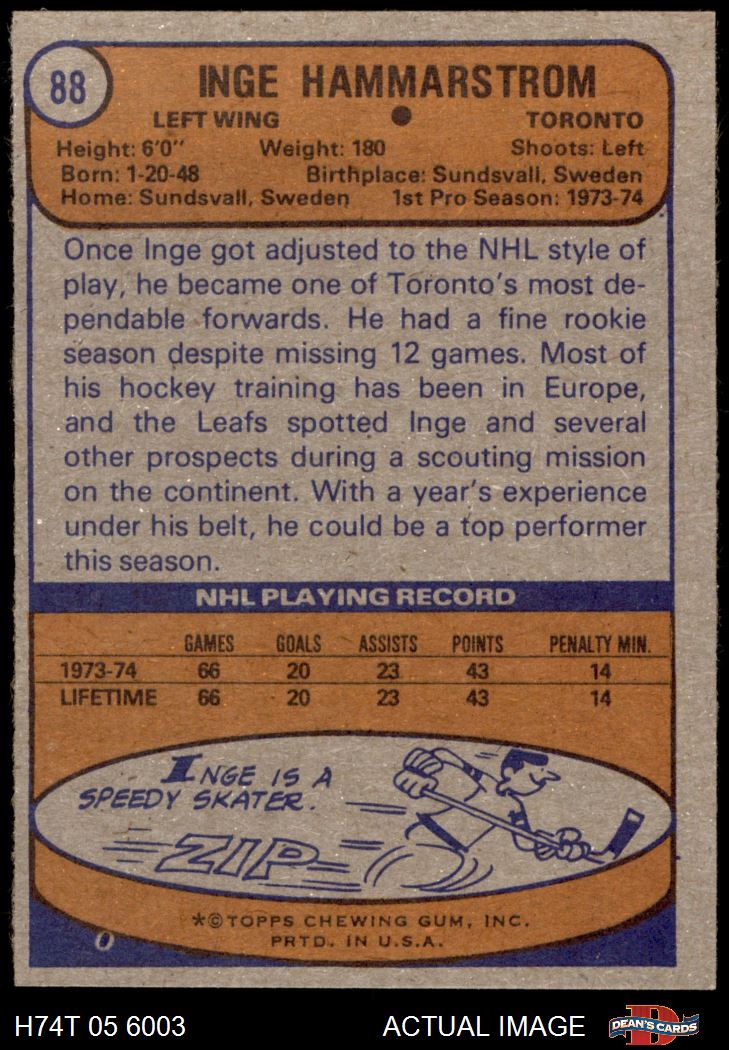 88
INGE HAMMARSTROM
LEFT WING ● TORONTO
Height: 6'0" Weight: 180 Shoots: Left
Born: 1-20-48 Birthplace: Sundsvall, Sweden
Home: Sundsvall, Sweden 1st Pro Season: 1973-74
Once Inge got adjusted to the NHL style of
play, he became one of Toronto's most de-
pendable forwards. He had a fine rookie
season despite missing 12 games. Most of
his hockey training has been in Europe,
and the Leafs spotted Inge and several
other prospects during a scouting mission
on the continent. With a year's experience
under his belt, he could be a top performer
this season.
NHL PLAYING RECORD
GAMES GOALS ASSISTS POINTS PENALTY MIN.
1973-74 66 20 23 43 14
LIFETIME 66 20 23 43 14
INGE IS A
SPEEDY SKATER.
ZIP
*©TOPPS CHEWING GUM, INC.
PRTD. IN U.S.A.
H74T 05 6003 ACTUAL IMAGE D DEAN'S CARDS